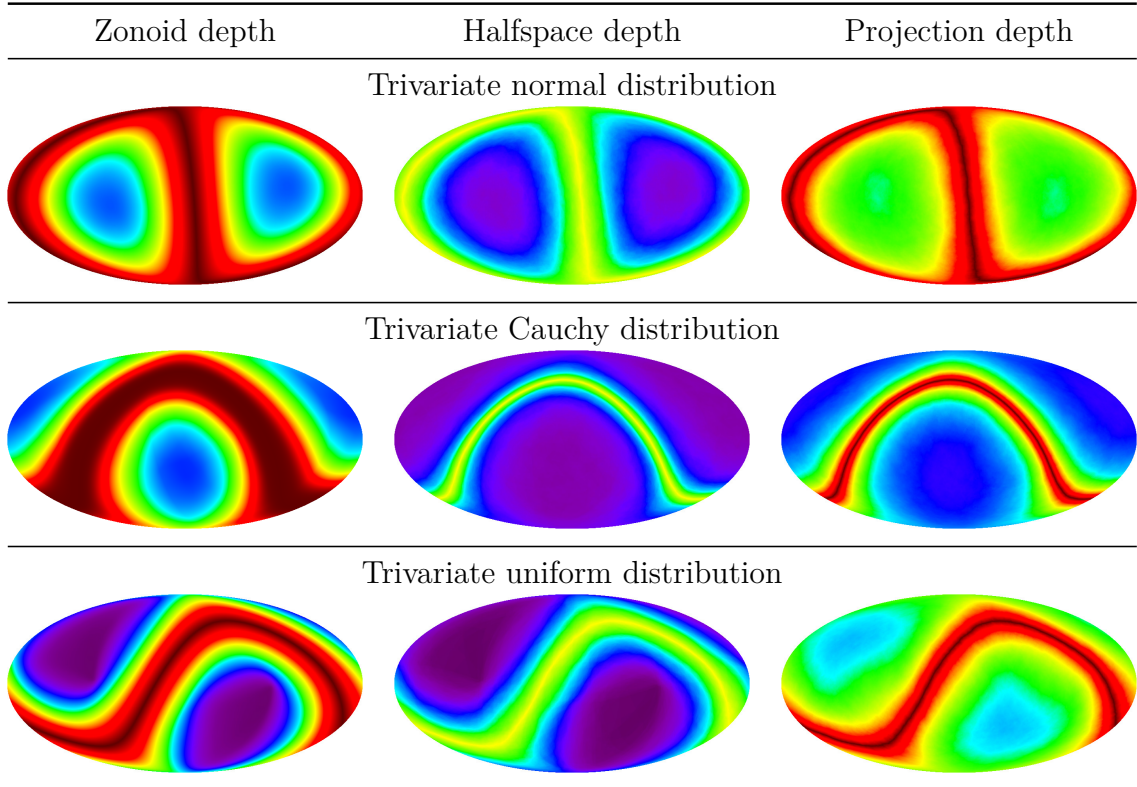 Zonoid depth Halfspace depth Projection depth
Trivariate normal distribution
Trivariate Cauchy distribution
Trivariate uniform distribution